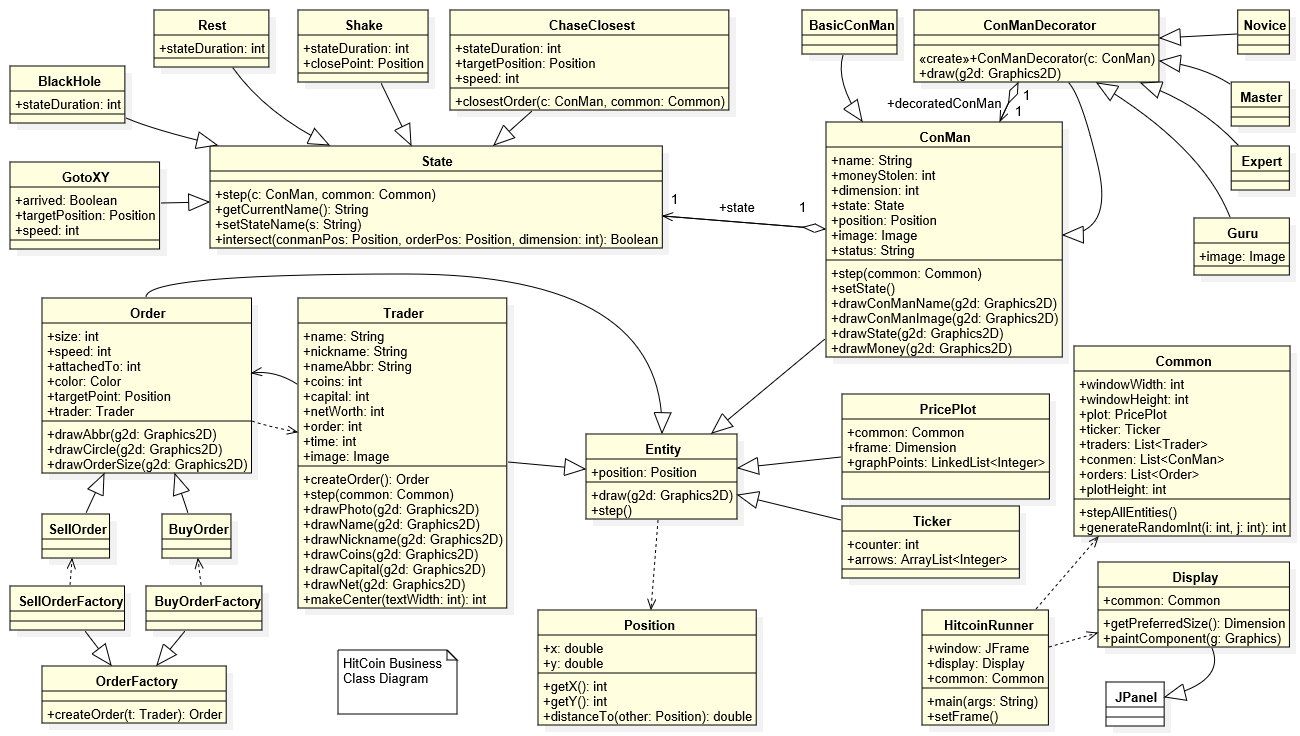 Rest
+stateDuration: int
Shake
+stateDuration: int
+closePoint: Position
ChaseClosest
+stateDuration: int
+targetPosition: Position
+speed: int
+closestOrder(c: ConMan, common: Common)
BasicConMan
ConManDecorator
«create»+ConManDecorator(c: ConMan)
+draw(g2d: Graphics2D)
Novice
BlackHole
+stateDuration: int
Master
+decoratedConMan
1
1
Expert
GotoXY
+arrived: Boolean
+targetPosition: Position
+speed: int
State
+step(c: ConMan, common: Common)
+getCurrentName(): String
+setStateName(s: String)
+intersect(conmanPos: Position, orderPos: Position, dimension: int): Boolean
1
+state
1
ConMan
+name: String
+moneyStolen: int
+dimension: int
+state: State
+position: Position
+image: Image
+status: String
+step(common: Common)
+setState()
+drawConManName(g2d: Graphics2D)
+drawConManImage(g2d: Graphics2D)
+drawState(g2d: Graphics2D)
+drawMoney(g2d: Graphics2D)
Guru
+image: Image
Order
+size: int
+speed: int
+attachedTo: int
+color: Color
+targetPoint: Position
+trader: Trader
+drawAbbr(g2d: Graphics2D)
+drawCircle(g2d: Graphics2D)
+drawOrderSize(g2d: Graphics2D)
Trader
+name: String
+nickname: String
+nameAbbr: String
+coins: int
+capital: int
+netWorth: int
+order: int
+time: int
+image: Image
+createOrder(): Order
+step(common: Common)
+drawPhoto(g2d: Graphics2D)
+drawName(g2d: Graphics2D)
+drawNickname(g2d: Graphics2D)
+drawCoins(g2d: Graphics2D)
+drawCapital(g2d: Graphics2D)
+drawNet(g2d: Graphics2D)
+makeCenter(textWidth: int): int
Entity
+position: Position
+draw(g2d: Graphics2D)
+step()
PricePlot
+common: Common
+frame: Dimension
+graphPoints: LinkedList<Integer>
Ticker
+counter: int
+arrows: ArrayList<Integer>
Common
+windowWidth: int
+windowHeight: int
+plot: PricePlot
+ticker: Ticker
+traders: List<Trader>
+conmen: List<ConMan>
+orders: List<Order>
+plotHeight: int
+stepAllEntities()
+generateRandomInt(i: int, j: int): int
SellOrder
BuyOrder
SellOrderFactory
BuyOrderFactory
OrderFactory
+createOrder(t: Trader): Order
HitCoin Business
Class Diagram
Position
+x: double
+y: double
+getX(): int
+getY(): int
+distanceTo(other: Position): double
HitcoinRunner
+window: JFrame
+display: Display
+common: Common
+main(args: String)
+setFrame()
Display
+common: Common
+getPreferredSize(): Dimension
+paintComponent(g: Graphics)
JPanel